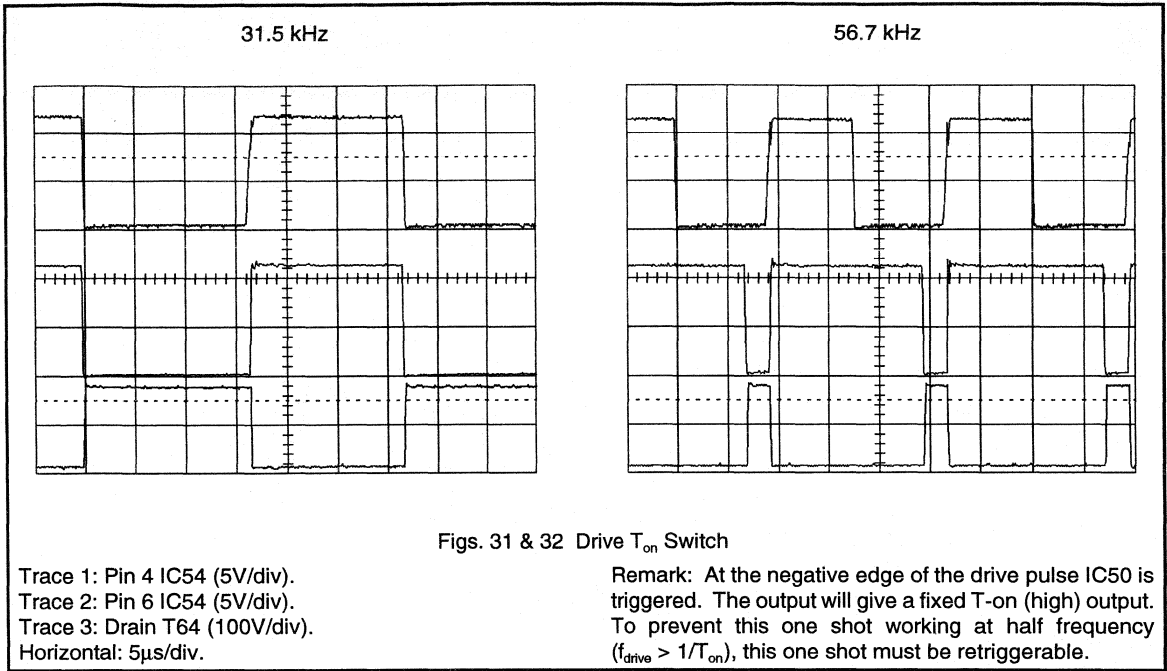 31.5 kHz
56.7 kHz
Figs. 31 & 32 Drive Ton Switch
Trace 1: Pin 4 IC54 (5V/div).
Trace 2: Pin 6 IC54 (5V/div).
Trace 3: Drain T64 (100V/div).
Horizontal: 5µs/div.
Remark: At the negative edge of the drive pulse IC50 is
triggered. The output will give a fixed T-on (high) output.
To prevent this one shot working at half frequency
(fdrive > 1/Ton), this one shot must be retriggerable.